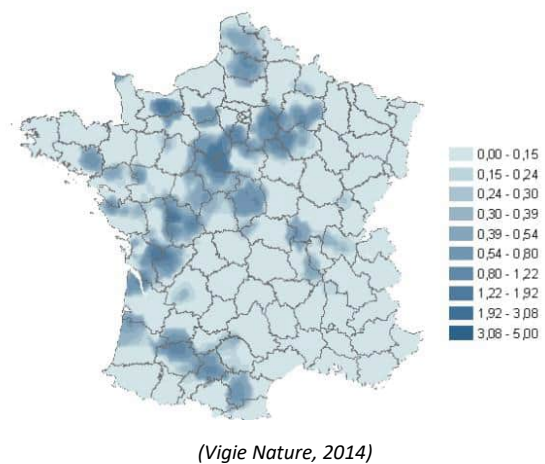 0,00 - 0,15
0,15 - 0,24
0,24 - 0,30
0,30 - 0,39
0,39 - 0,54
0,54 - 0,80
0,80 - 1,22
1,22 - 1,92
1,92 - 3,08
3,08 - 5,00
(Vigie Nature, 2014)